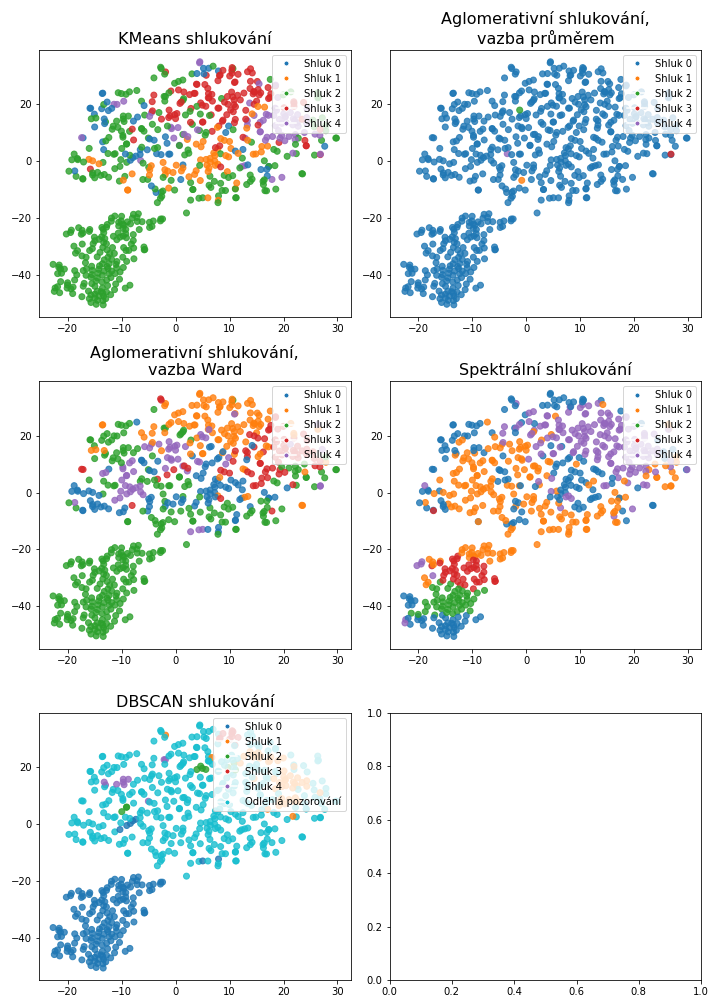 KMeans shlukování
Shluk 0
Shluk 1
Shluk 2
Shluk 3
Shluk 4
20
0
−20
−40
−20
−10
0
10
20
30
Aglomerativní shlukování,
vazba průměrem
Shluk 0
Shluk 1
Shluk 2
Shluk 3
Shluk 4
20
0
−20
−40
−20
−10
0
10
20
30
Aglomerativní shlukování,
vazba Ward
Shluk 0
Shluk 1
Shluk 2
Shluk 3
Shluk 4
20
0
−20
−40
−20
−10
0
10
20
30
Spektrální shlukování
Shluk 0
Shluk 1
Shluk 2
Shluk 3
Shluk 4
20
0
−20
−40
−20
−10
0
10
20
30
DBSCAN shlukování
Shluk 0
Shluk 1
Shluk 2
Shluk 3
Shluk 4
Odlehlá pozorování
20
0
−20
−40
−20
−10
0
10
20
30
1.0
0.8
0.6
0.4
0.2
0.0
0.0
0.2
0.4
0.6
0.8
1.0